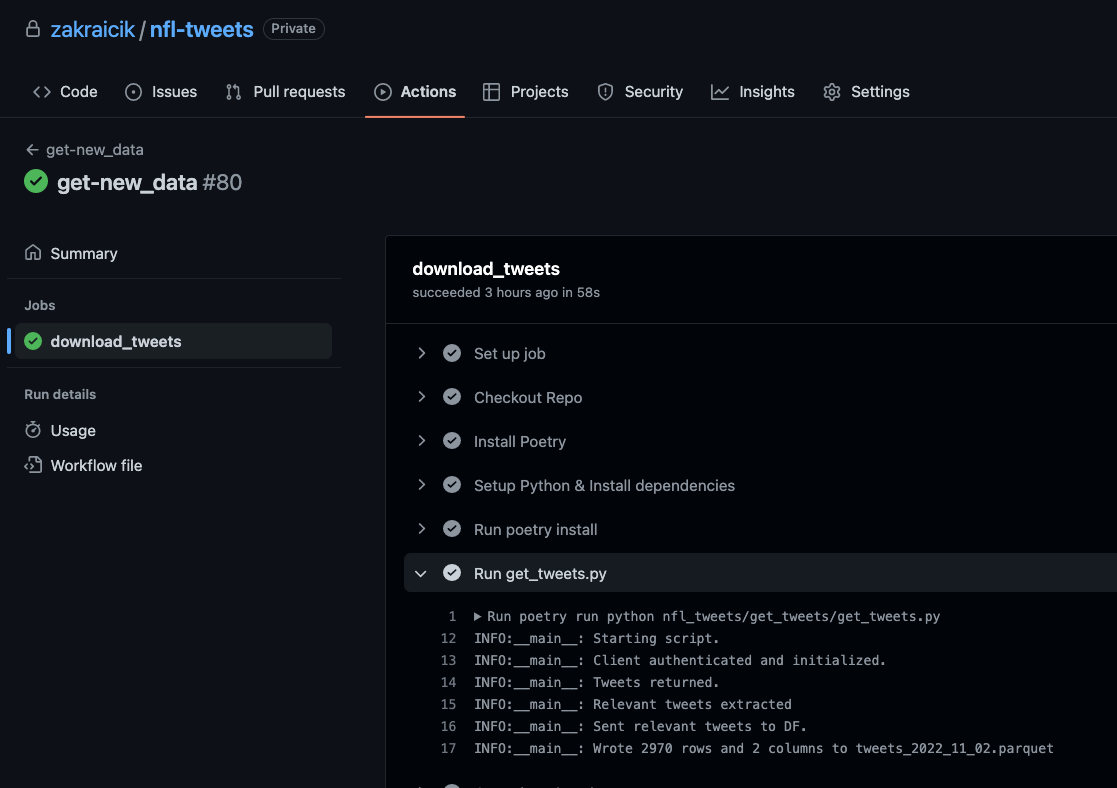 zakraicik / nfl-tweets Private
Code Issues Pull requests Actions Projects Security Insights Settings
← get-new_data
get-new_data #80
Summary
Jobs
download_tweets
Run details
Usage
Workflow file
download_tweets
succeeded 3 hours ago in 58s
Set up job
Checkout Repo
Install Poetry
Setup Python & Install dependencies
Run poetry install
Run get_tweets.py
1 ▶ Run poetry run python nfl_tweets/get_tweets/get_tweets.py
12 INFO:__main__: Starting script.
13 INFO:__main__: Client authenticated and initialized.
14 INFO:__main__: Tweets returned.
15 INFO:__main__: Relevant tweets extracted
16 INFO:__main__: Sent relevant tweets to DF.
17 INFO:__main__: Wrote 2970 rows and 2 columns to tweets_2022_11_02.parquet